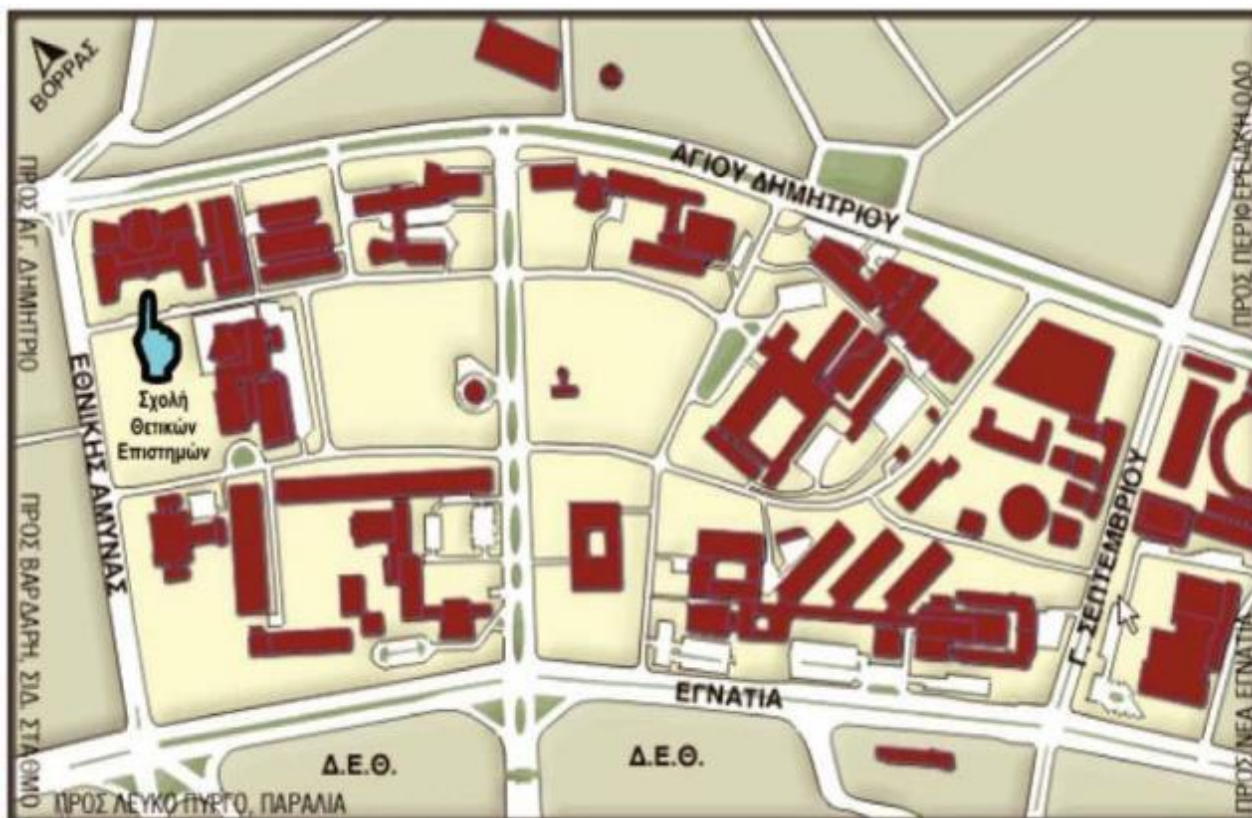 ΒΟΡΡΑΣ
ΑΓΙΟΥ ΔΗΜΗΤΡΙΟΥ
ΠΡΟΣ ΠΕΡΙΦΕΡΕΙΑΚΗ ΟΔΟ
ΠΡΟΣ ΑΓ. ΔΗΜΗΤΡΙΟ
ΕΘΝΙΚΗΣ ΑΜΥΝΑΣ
Σχολή
Θετικών
Επιστημών
Γ. ΣΕΠΤΕΜΒΡΙΟΥ
ΠΡΟΣ ΒΑΡΔΑΡΗ, ΣΙΔ. ΣΤΑΘΜΟ
ΕΓΝΑΤΙΑ
ΠΡΟΣ ΝΕΑ ΕΓΝΑΤΙΑ
Δ.Ε.Θ.
Δ.Ε.Θ.
ΠΡΟΣ ΛΕΥΚΟ ΠΥΡΓΟ, ΠΑΡΑΛΙΑ